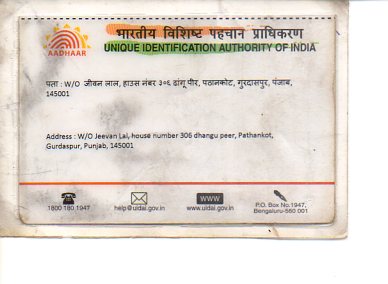 भारतीय विशिष्ट पहचान प्राधिकरण
UNIQUE IDENTIFICATION AUTHORITY OF INDIA
AADHAAR
पता : W/O जीवन लाल, हाउस नंबर ३०६ ढांगू पीर, पठानकोट, गुरदासपुर, पंजाब,
145001
Address : W/O Jeevan Lal, house number 306 dhangu peer, Pathankot,
Gurdaspur, Punjab, 145001
1800 180 1947
help@uidai.gov.in
www
www.uidai.gov.in
P.O. Box No.1947,
Bengaluru-560 001